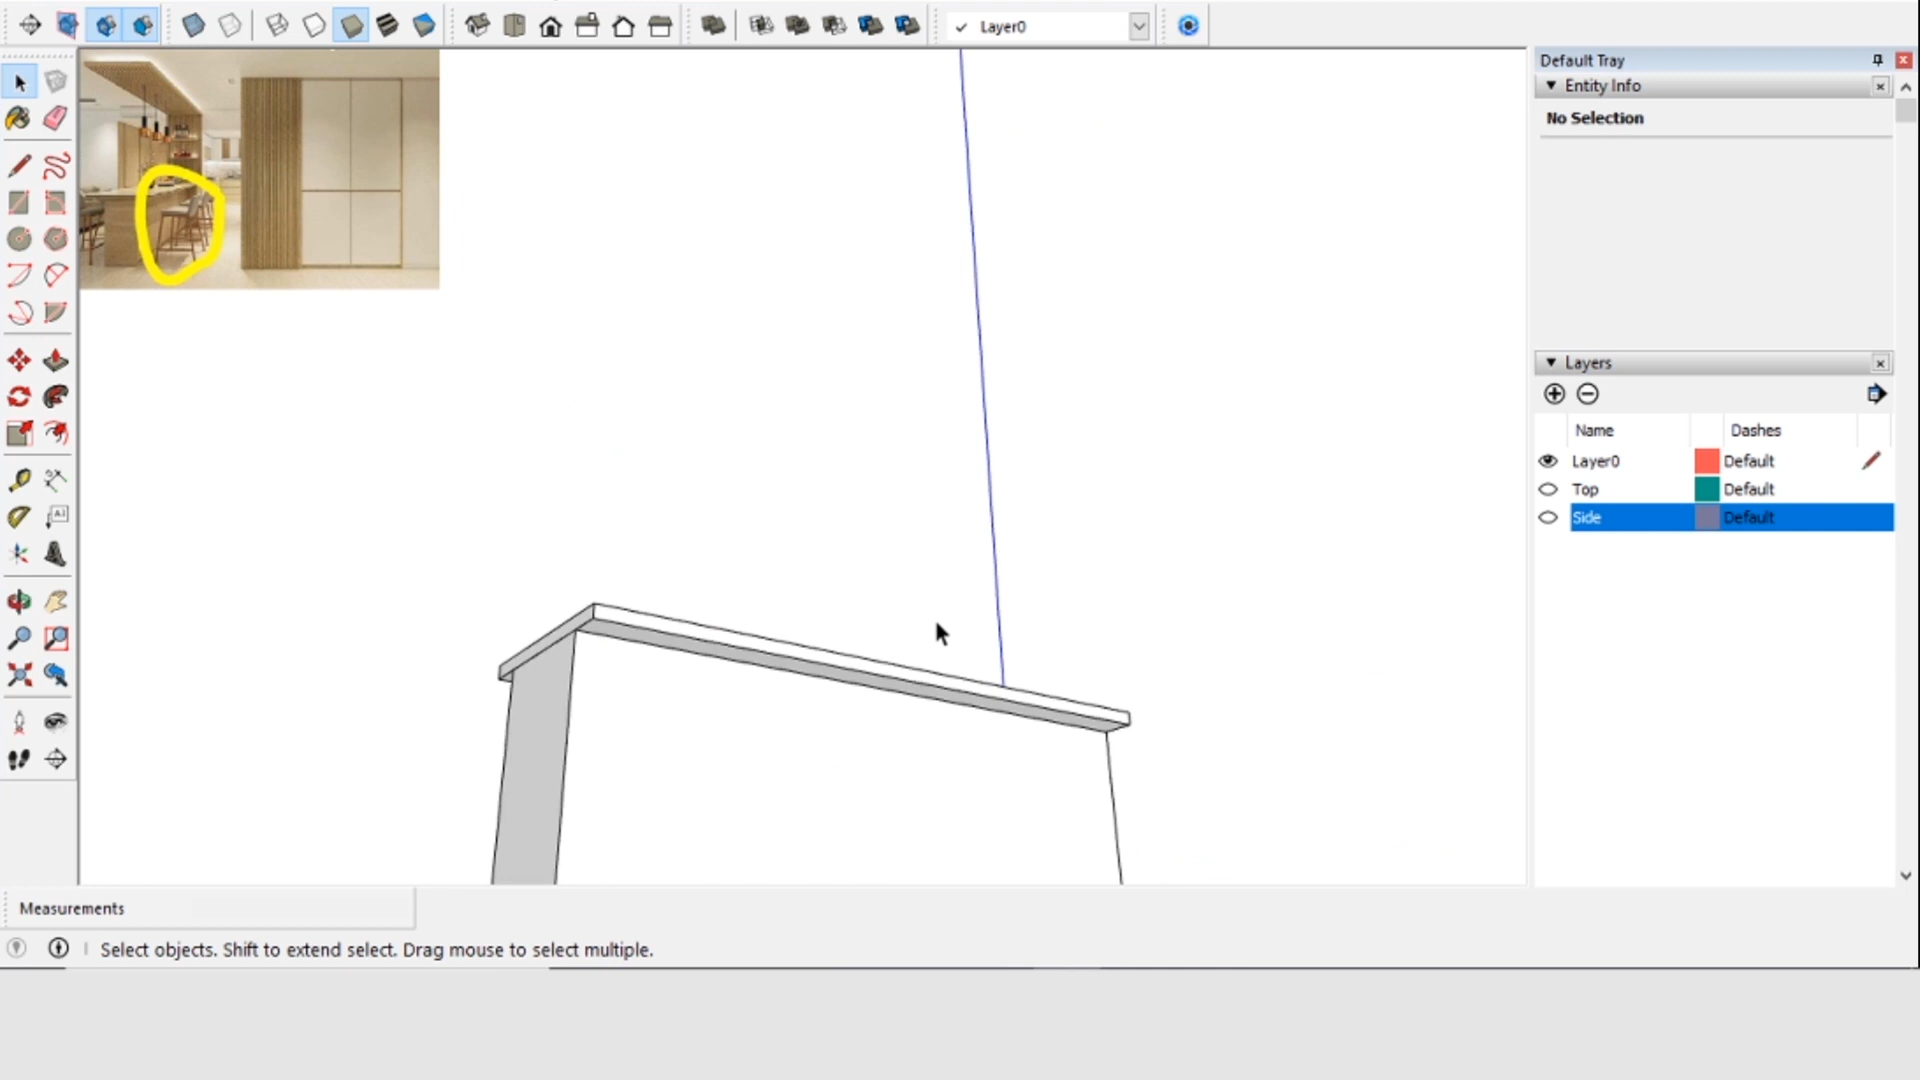 Layer0
Default Tray
Entity Info
No Selection
Layers
Name Dashes
Layer0 Default
Top Default
Side Default
Measurements
Select objects. Shift to extend select. Drag mouse to select multiple.